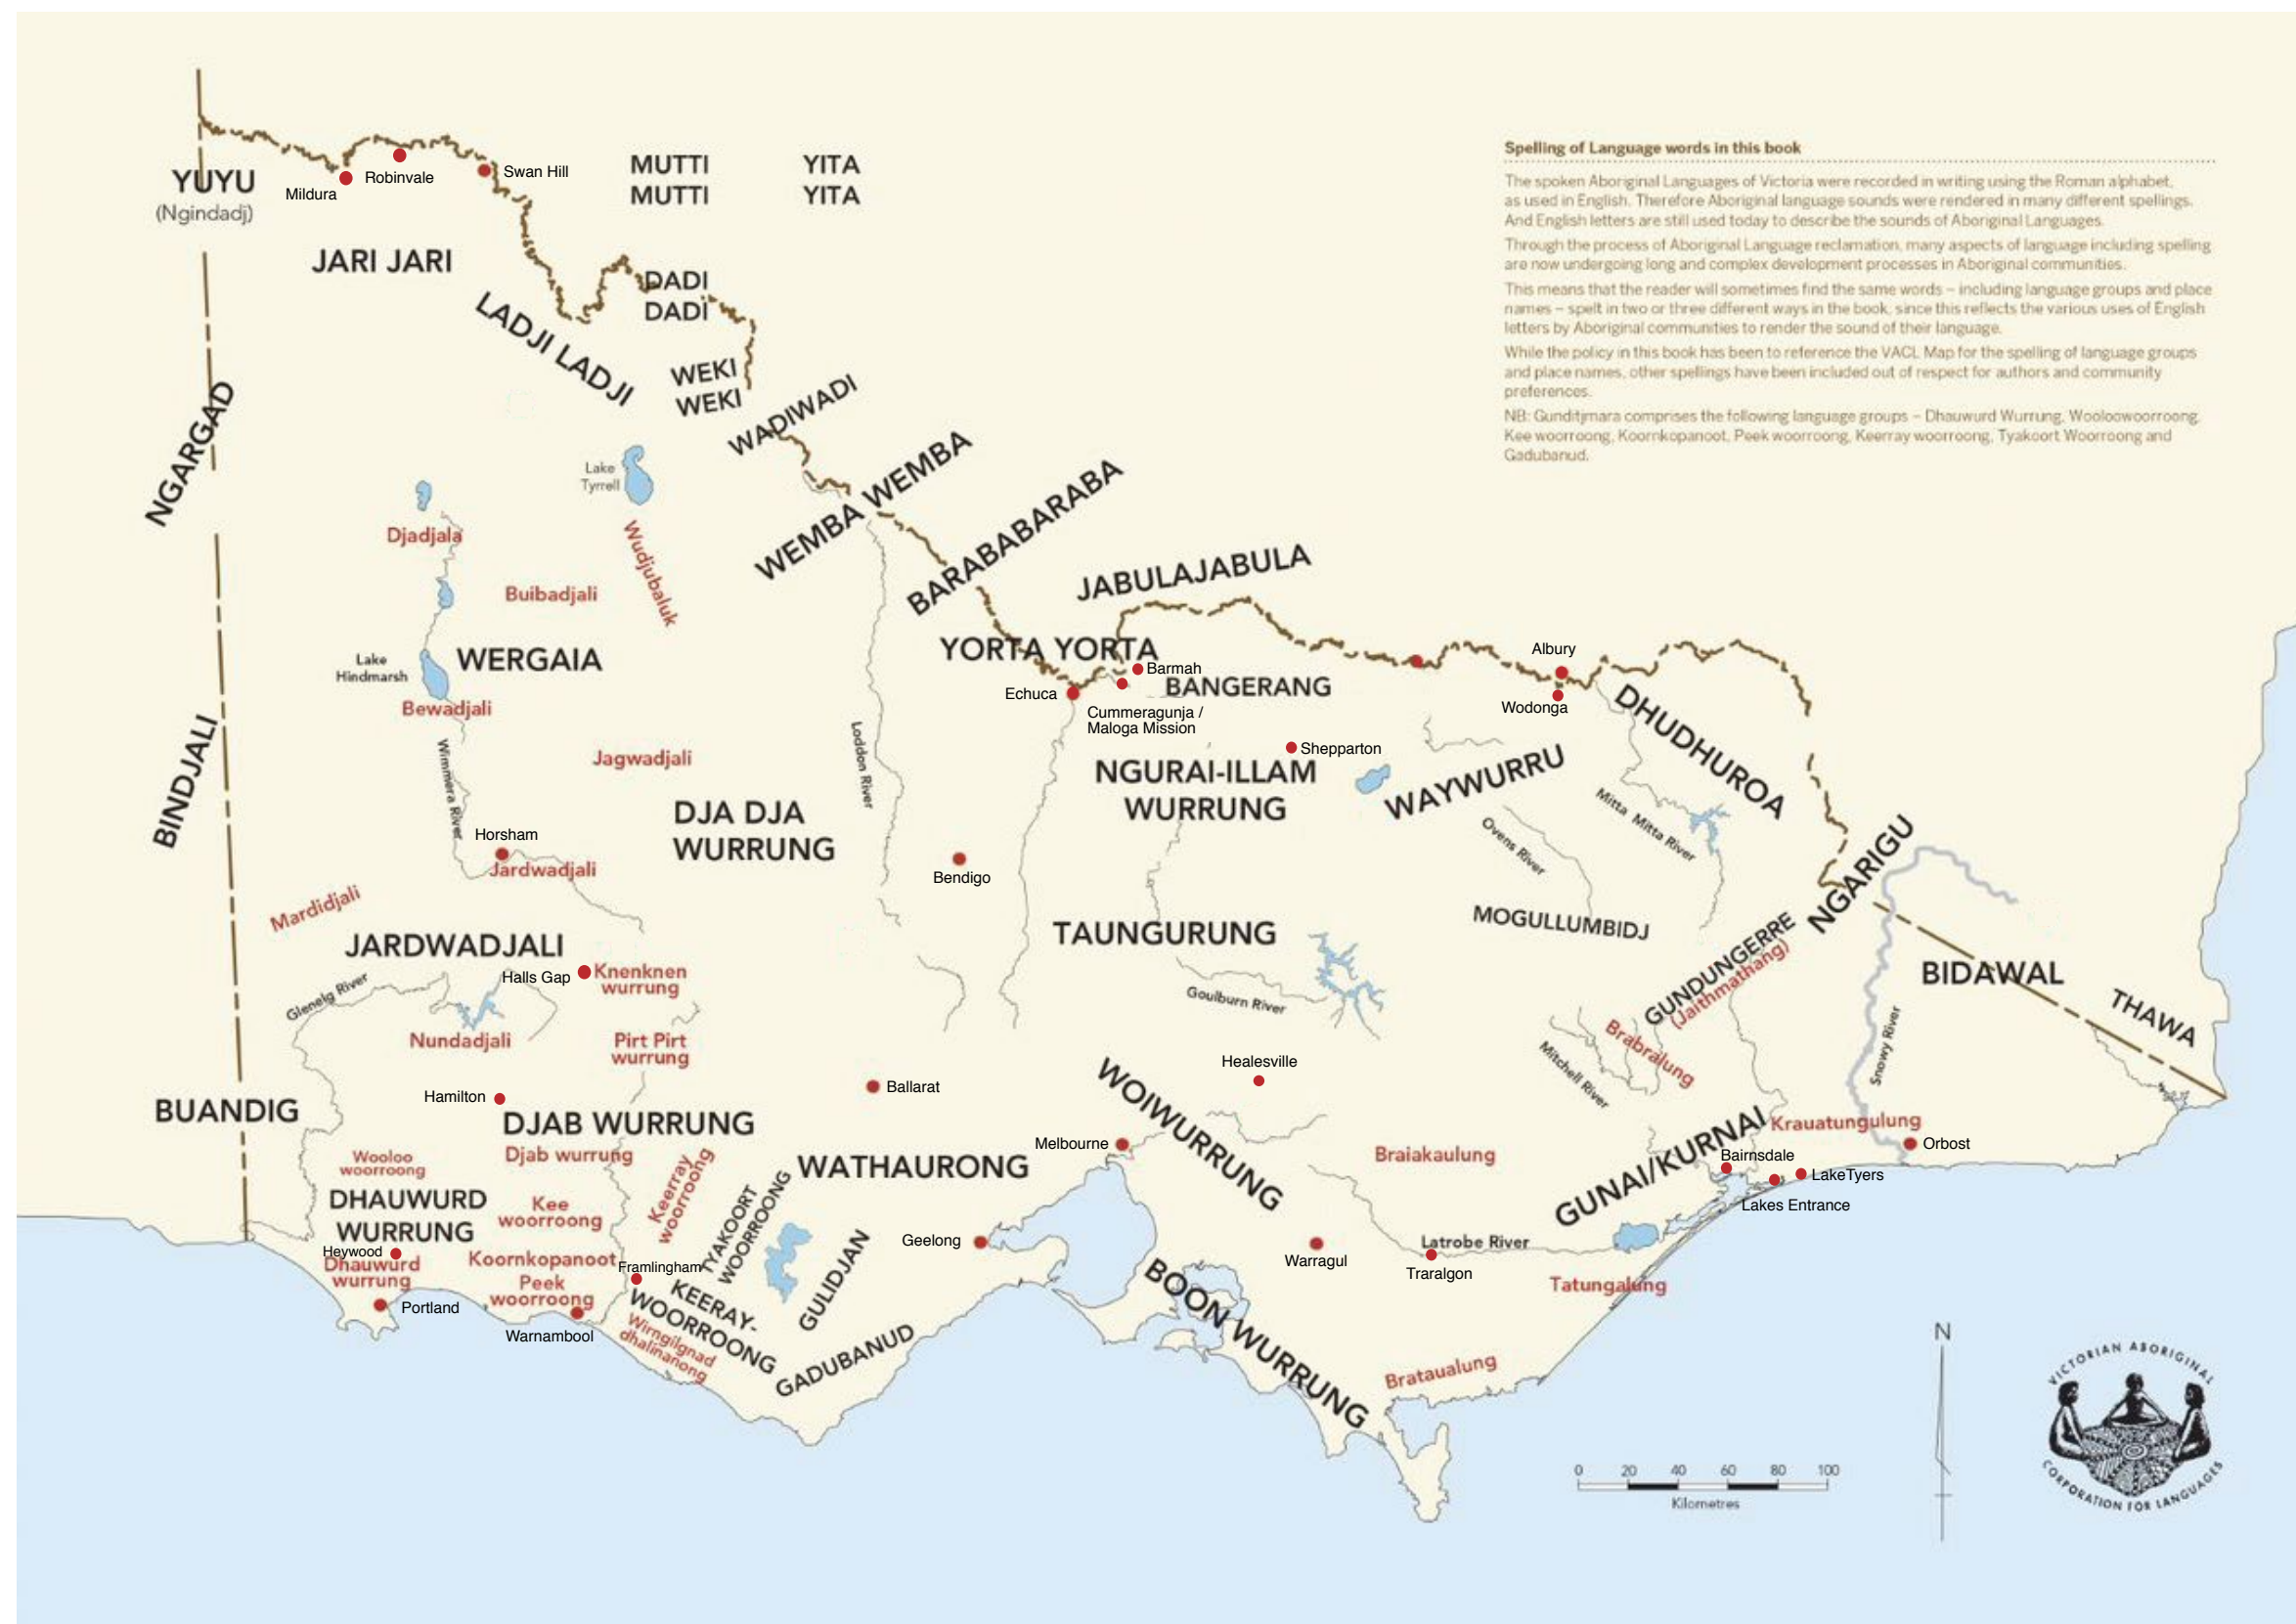 Spelling of Language words in this book
The spoken Aboriginal Languages of Victoria were recorded in writing using the Roman alphabet,
as used in English. Therefore Aboriginal language sounds were rendered in many different spellings.
And English letters are still used today to describe the sounds of Aboriginal Languages.
Through the process of Aboriginal Language reclamation, many aspects of language including spelling
are now undergoing long and complex development processes in Aboriginal communities.
This means that the reader will sometimes find the same words – including language groups and place
names – spelt in two or three different ways in the book, since this reflects the various uses of English
letters by Aboriginal communities to render the sound of their language.
While the policy in this book has been to reference the VACL Map for the spelling of language groups
and place names, other spellings have been included out of respect for authors and community
preferences.
NB: Gunditjmara comprises the following language groups – Dhauwurd Wurrung, Wooloowoorroong,
Kee woorroong, Koornkopanoot, Peek woorroong, Keerray woorroong, Tyakoort Woorroong and
Gadubanud.
YUYU
(Ngindadj)
Mildura
Robinvale
Swan Hill
MUTTI
MUTTI
YITA
YITA
JARI JARI
DADI
DADI
LADJI LADJI
WEKI
WEKI
WADIWADI
NGARGAD
WEMBA WEMBA
BARABABARABA
Lake
Tyrrell
Djadjala
Wudjubaluk
Buibadjali
JABULAJABULA
YORTA YORTA
Barmah
BANGERANG
Echuca
Cummeragunja /
Maloga Mission
Albury
Wodonga
DHUDHUROA
Lake
Hindmarsh
WERGAIA
Bewadjali
BINDJALI
Wimmera River
Jagwadjali
Loddon River
Shepparton
NGURAI-ILLAM
WURRUNG
WAYWURRU
Mitta Mitta River
Ovens River
DJA DJA
WURRUNG
Horsham
Jardwadjali
Bendigo
NGARIGU
Mardidjali
JARDWADJALI
TAUNGURUNG
MOGULLUMBIDJ
GUNDUNGERRE
(Jaithmathang)
BIDAWAL
THAWA
Halls Gap
Knenknen
wurrung
Glenelg River
Goulburn River
Nundadjali
Pirt Pirt
wurrung
Brabralung
Mitchell River
Snowy River
Healesville
BUANDIG
Hamilton
DJAB WURRUNG
Ballarat
WOIWURRUNG
Melbourne
Krauatungulung
Orbost
Wooloo
woorroong
Djab wurrung
Keerray
woorroong
WATHAURONG
Braiakaulung
GUNAI/KURNAI
Bairnsdale
LakeTyers
Lakes Entrance
DHAUWURD
WURRUNG
Kee
woorroong
TYAKOORT
WOORROONG
Heywood
Dhauwurd
wurrung
Koornkopanoot
Framlingham
Geelong
GULIDJAN
Warragul
Latrobe River
Traralgon
Tatungalung
Portland
Peek
woorroong
Warnambool
KEERAY-
WOORROONG
Wirngilgnad
dhalinanong
GADUBANUD
BOON WURRUNG
Brataualung
0 20 40 60 80 100
Kilometres
N
VICTORIAN ABORIGINAL
CORPORATION FOR LANGUAGES